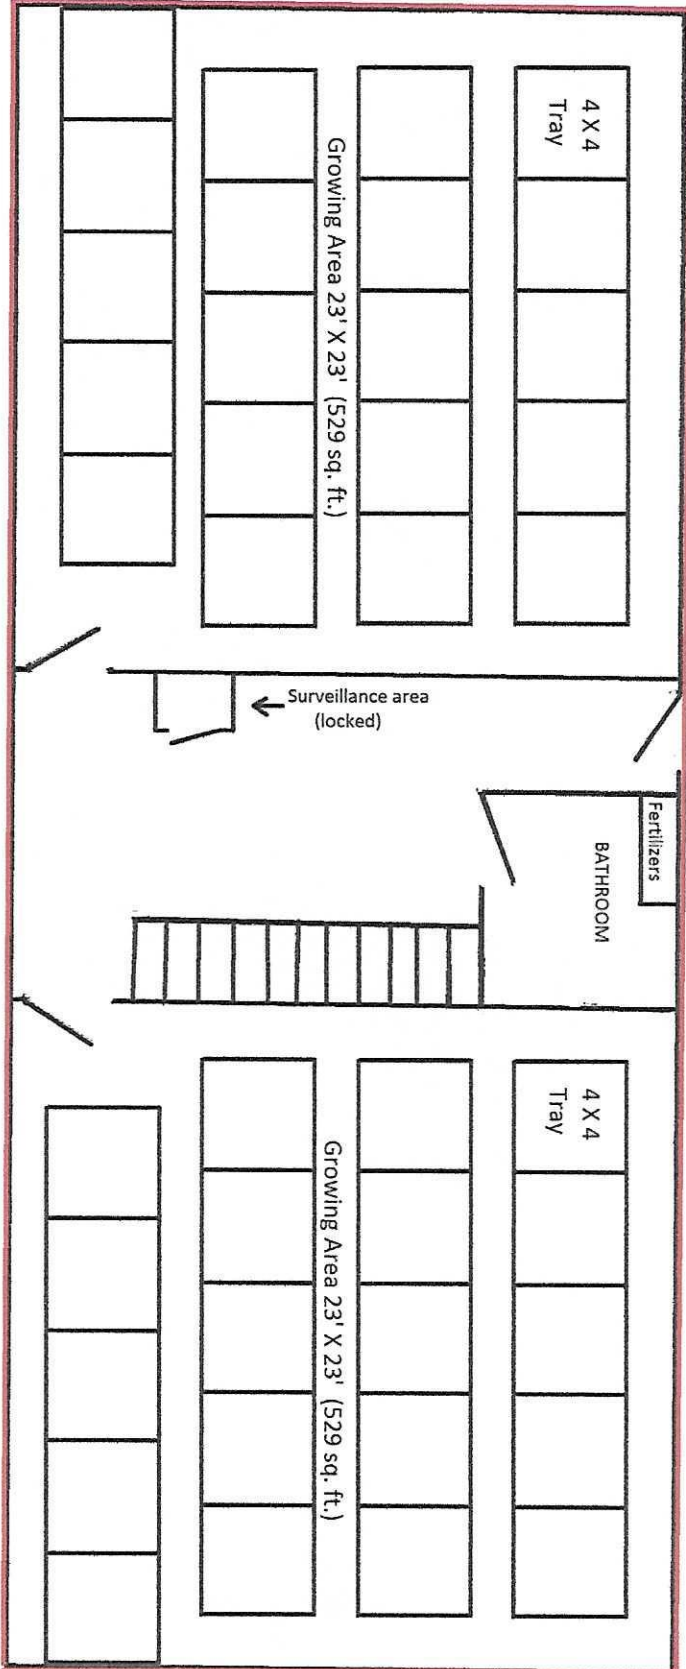 4 X 4
Tray
Growing Area 23' X 23' (529 sq. ft.)
Surveillance area
(locked)
Fertilizers
BATHROOM
4 X 4
Tray
Growing Area 23' X 23' (529 sq. ft.)